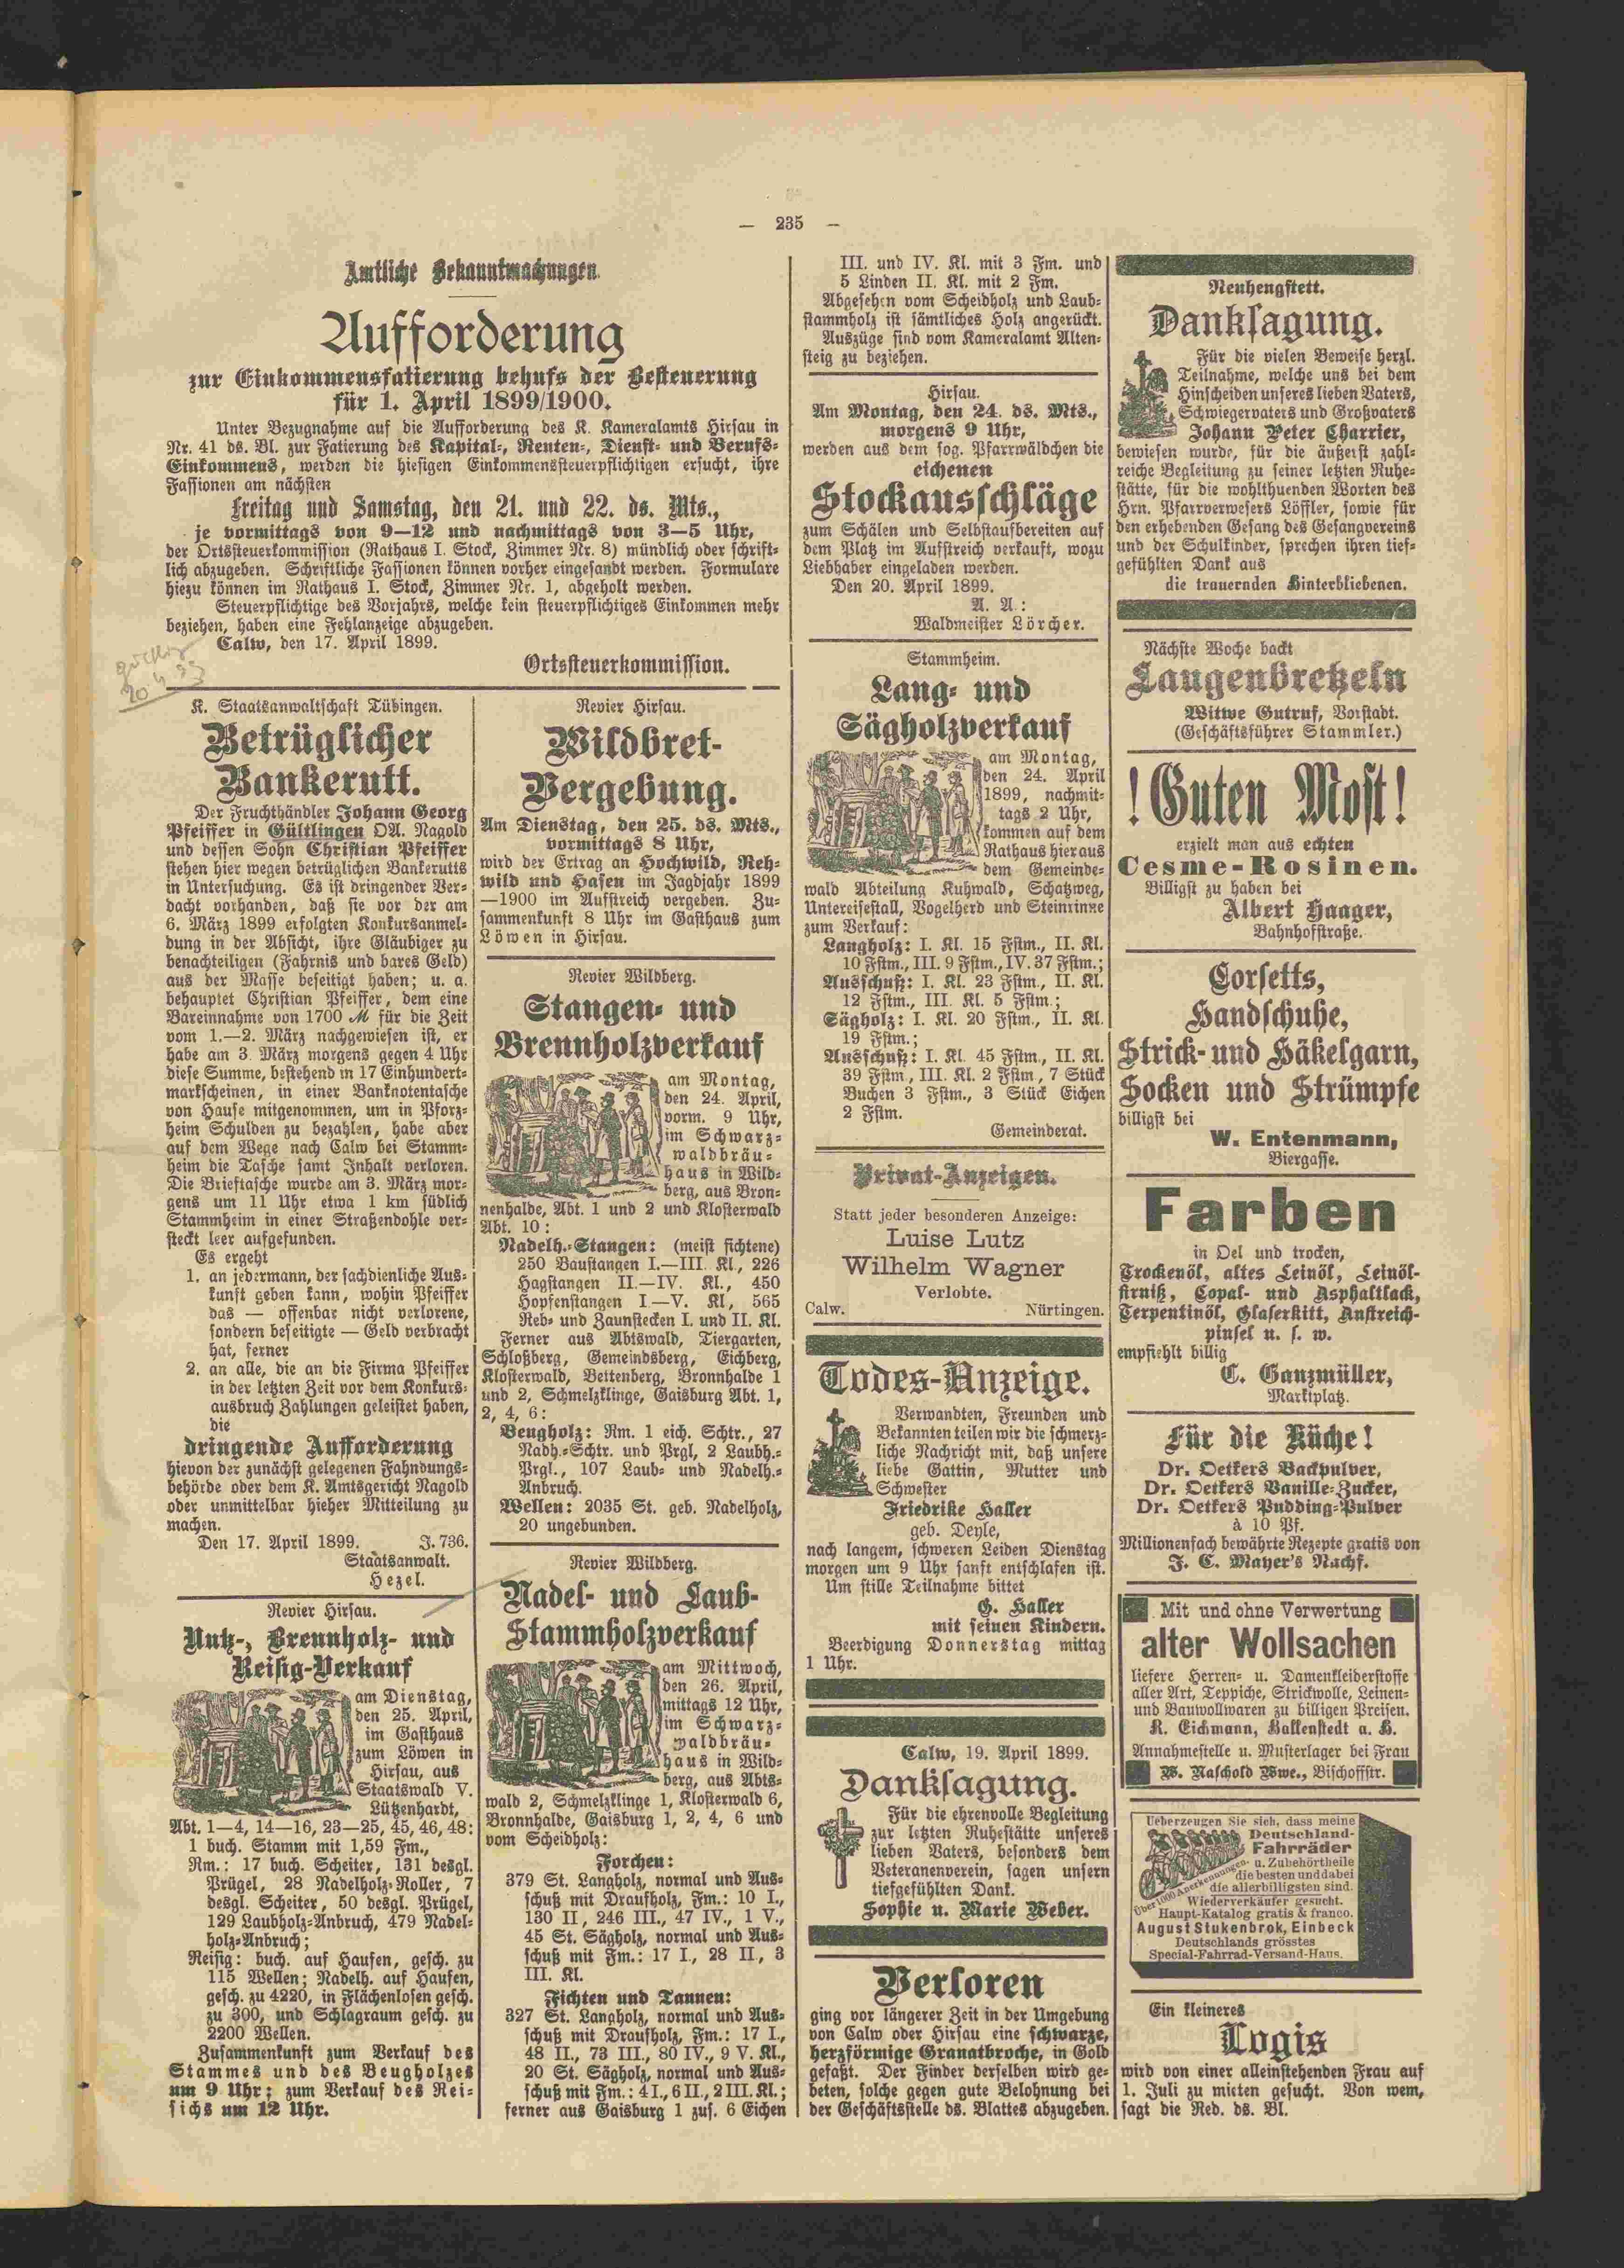 — 235 —
Amtliche Bekanntmachungen.
Aufforderung
zur Einkommensfatierung behufs der Besteuerung
für 1. April 1899/1900.
Unter Bezugnahme auf die Aufforderung des K. Kameralamts Hirsau in
Nr. 41 ds. Bl. zur Fatierung des Kapital-, Renten-, Dienst- und Berufs-
Einkommens, werden die hiesigen Einkommensteuerpflichtigen ersucht, ihre
Fassionen am nächsten
Freitag und Samstag, den 21. und 22. ds. Mts.,
je vormittags von 9—12 und nachmittags von 3—5 Uhr,
der Ortssteuerkommission (Rathaus I. Stock, Zimmer Nr. 8) mündlich oder schrift-
lich abzugeben. Schriftliche Fassionen können vorher eingesandt werden. Formulare
hiezu können im Rathaus I. Stock, Zimmer Nr. 1, abgeholt werden.
Steuerpflichtige des Vorjahrs, welche kein steuerpflichtiges Einkommen mehr
beziehen, haben eine Fehlanzeige abzugeben.
Calw, den 17. April 1899.
Ortssteuerkommission.
K. Staatsanwaltschaft Tübingen.
Betrüglicher
Bankerutt.
Der Fruchthändler Johann Georg
Pfeiffer in Gültlingen OA. Nagold
und dessen Sohn Christian Pfeiffer
stehen hier wegen betrüglichen Bankerutts
in Untersuchung. Es ist dringender Ver-
dacht vorhanden, daß sie vor der am
6. März 1899 erfolgten Konkursanmel-
dung in der Absicht, ihre Gläubiger zu
benachteiligen (Fahrnis und bares Geld)
aus der Masse beseitigt haben; u. a.
behauptet Christian Pfeiffer, dem eine
Bareinnahme von 1700 M für die Zeit
vom 1.—2. März nachgewiesen ist, er
habe am 3. März morgens gegen 4 Uhr
diese Summe, bestehend in 17 Einhundert-
markscheinen, in einer Banknotentasche
von Hause mitgenommen, um in Pforz-
heim Schulden zu bezahlen, habe aber
auf dem Wege nach Calw bei Stamm-
heim die Tasche samt Inhalt verloren.
Die Brieftasche wurde am 3. März mor-
gens um 11 Uhr etwa 1 km südlich
Stammheim in einer Straßendohle ver-
steckt leer aufgefunden.
Es ergeht
1. an jedermann, der sachdienliche Aus-
kunft geben kann, wohin Pfeiffer
das — offenbar nicht verlorene,
sondern beseitigte — Geld verbracht
hat, ferner
2. an alle, die an die Firma Pfeiffer
in der letzten Zeit vor dem Konkurs-
ausbruch Zahlungen geleistet haben,
die
dringende Aufforderung
hievon der zunächst gelegenen Fahndungs-
behörde oder dem K. Amtsgericht Nagold
oder unmittelbar hieher Mitteilung zu
machen.
Den 17. April 1899. J. 736.
Staatsanwalt.
Hezel.
Revier Hirsau.
Nutz-, Brennholz- und
Reisig-Verkauf
am Dienstag,
den 25. April,
im Gasthaus
zum Löwen in
Hirsau, aus
Staatswald V.
Lützenhardt,
Abt. 1—4, 14—16, 23—25, 45, 46, 48:
1 buch. Stamm mit 1,59 Fm.,
Rm.: 17 buch. Scheiter, 131 desgl.
Prügel, 28 Nadelholz-Roller, 7
desgl. Scheiter, 50 desgl. Prügel,
129 Laubholz-Anbruch, 479 Nadel-
holz-Anbruch;
Reisig: buch. auf Haufen, gesch. zu
115 Wellen; Nadelh. auf Haufen,
gesch. zu 4220, in Flächenlosen gesch.
zu 300, und Schlagraum gesch. zu
2200 Wellen.
Zusammenkunft zum Verkauf des
Stammes und des Beugholzes
um 9 Uhr; zum Verkauf des Rei-
sichs um 12 Uhr.
Revier Hirsau.
Wildbret-
Vergebung.
Am Dienstag, den 25. ds. Mts.,
vormittags 8 Uhr,
wird der Ertrag an Hochwild, Reh-
wild und Hasen im Jagdjahr 1899
—1900 im Aufstreich vergeben. Zu-
sammenkunft 8 Uhr im Gasthaus zum
Löwen in Hirsau.
Revier Wildberg.
Stangen- und
Brennholzverkauf
am Montag,
den 24. April,
vorm. 9 Uhr,
im Schwarz-
waldbräu-
haus in Wild-
berg, aus Bron-
nenhalde, Abt. 1 und 2 und Klosterwald
Abt. 10:
Nadelh.-Stangen: (meist fichtene)
250 Baustangen I.—III. Kl., 226
Hagstangen II.—IV. Kl., 450
Hopfenstangen I.—V. Kl, 565
Reb- und Zaunstecken I. und II. Kl.
Ferner aus Abtswald, Tiergarten,
Schloßberg, Gemeindsberg, Eichberg,
Klosterwald, Bettenberg, Bronnhalde 1
und 2, Schmelzklinge, Gaisburg Abt. 1,
2, 4, 6:
Beugholz: Rm. 1 eich. Schtr., 27
Nadh.-Schtr. und Prgl, 2 Laubh.-
Prgl., 107 Laub- und Nadelh.-
Anbruch.
Wellen: 2035 St. geb. Nadelholz,
20 ungebunden.
Revier Wildberg.
Nadel- und Laub-
Stammholzverkauf
am Mittwoch,
den 26. April,
mittags 12 Uhr,
im Schwarz-
waldbräu-
haus in Wild-
berg, aus Abts-
wald 2, Schmelzklinge 1, Klosterwald 6,
Bronnhalde, Gaisburg 1, 2, 4, 6 und
vom Scheidholz:
Forchen:
379 St. Langholz, normal und Aus-
schuß mit Draufholz, Fm.: 10 I.,
130 II, 246 III., 47 IV., 1 V.,
45 St. Sägholz, normal und Aus-
schuß mit Fm.: 17 I., 28 II., 3
III. Kl.
Fichten und Tannen:
327 St. Langholz, normal und Aus-
schuß mit Draufholz, Fm.: 17 I.,
48 II., 73 III., 80 IV., 9 V. Kl.,
20 St. Sägholz, normal und Aus-
schuß mit Fm.: 4 I., 6 II., 2 III. Kl.;
ferner aus Gaisburg 1 zus. 6 Eichen
III. und IV. Kl. mit 3 Fm. und
5 Linden II. Kl. mit 2 Fm.
Abgesehen vom Scheidholz und Laub-
stammholz ist sämtliches Holz angerückt.
Auszüge sind vom Kameralamt Alten-
steig zu beziehen.
Hirsau.
Am Montag, den 24. ds. Mts.,
morgens 9 Uhr,
werden aus dem sog. Pfarrwäldchen die
eichenen
Stockausschläge
zum Schälen und Selbstaufbereiten auf
dem Platz im Aufstreich verkauft, wozu
Liebhaber eingeladen werden.
Den 20. April 1899.
A. A.:
Waldmeister Lörcher.
Stammheim.
Lang- und
Sägholzverkauf
am Montag,
den 24. April
1899, nachmit-
tags 2 Uhr,
kommen auf dem
Rathaus hier aus
dem Gemeinde-
wald Abteilung Kuhwald, Schatzweg,
Untereisestall, Vogelherd und Steinrinne
zum Verkauf:
Langholz: I. Kl. 15 Fstm., II. Kl.
10 Fstm., III. 9 Fstm., IV. 37 Fstm.;
Ausschuß: I. Kl. 23 Fstm., II. Kl.
12 Fstm., III. Kl. 5 Fstm.;
Sägholz: I. Kl. 20 Fstm., II. Kl.
19 Fstm.;
Ausschuß: I. Kl. 45 Fstm., II. Kl.
39 Fstm., III. Kl. 2 Fstm., 7 Stück
Buchen 3 Fstm., 3 Stück Eichen
2 Fstm.
Gemeinderat.
Privat-Anzeigen.
Statt jeder besonderen Anzeige:
Luise Lutz
Wilhelm Wagner
Verlobte.
Calw. Nürtingen.
Todes-Anzeige.
Verwandten, Freunden und
Bekannten teilen wir die schmerz-
liche Nachricht mit, daß unsere
liebe Gattin, Mutter und
Schwester
Friedrike Haller
geb. Deyle,
nach langem, schweren Leiden Dienstag
morgen um 9 Uhr sanft entschlafen ist.
Um stille Teilnahme bittet
G. Haller
mit seinen Kindern.
Beerdigung Donnerstag mittag
1 Uhr.
Calw, 19. April 1899.
Danksagung.
Für die ehrenvolle Begleitung
zur letzten Ruhestätte unseres
lieben Vaters, besonders dem
Veteranenverein, sagen unsern
tiefgefühlten Dank.
Sophie u. Marie Weber.
Verloren
ging vor längerer Zeit in der Umgebung
von Calw oder Hirsau eine schwarze,
herzförmige Granatbroche, in Gold
gefaßt. Der Finder derselben wird ge-
beten, solche gegen gute Belohnung bei
der Geschäftsstelle ds. Blattes abzugeben.
Neuhengstett.
Danksagung.
Für die vielen Beweise herzl.
Teilnahme, welche uns bei dem
Hinscheiden unseres lieben Vaters,
Schwiegervaters und Großvaters
Johann Peter Charrier,
bewiesen wurde, für die äußerst zahl-
reiche Begleitung zu seiner letzten Ruhe-
stätte, für die wohlthuenden Worten des
Hrn. Pfarrverwesers Löffler, sowie für
den erhebenden Gesang des Gesangvereins
und der Schulkinder, sprechen ihren tief-
gefühlten Dank aus
die trauernden Hinterbliebenen.
Nächste Woche backt
Laugenbretzeln
Witwe Gutruf, Vorstadt.
(Geschäftsführer Stammler.)
! Guten Most !
erzielt man aus echten
Cesme-Rosinen.
Billigst zu haben bei
Albert Haager,
Bahnhofstraße.
Corsetts,
Handschuhe,
Strick- und Häkelgarn,
Socken und Strümpfe
billigst bei
W. Entenmann,
Biergasse.
Farben
in Oel und trocken,
Trockenöl, altes Leinöl, Leinöl-
firniß, Copal- und Asphaltlack,
Terpentinöl, Glaserkitt, Anstreich-
pinsel u. s. w.
empfiehlt billig
C. Ganzmüller,
Marktplatz.
Für die Küche!
Dr. Oetkers Backpulver,
Dr. Oetkers Vanille-Zucker,
Dr. Oetkers Pudding-Pulver
à 10 Pf.
Millionenfach bewährte Rezepte gratis von
J. C. Mayer's Nachf.
Mit und ohne Verwertung
alter Wollsachen
liefere Herren- u. Damenkleiderstoffe
aller Art, Teppiche, Strickwolle, Leinen-
und Bauwollwaren zu billigen Preisen.
R. Eichmann, Ballenstedt a. H.
Annahmestelle u. Musterlager bei Frau
W. Naschold Wwe., Bischoffstr.
Ueberzeugen Sie sich, dass meine
Deutschland-
Fahrräder
u. Zubehörtheile
die besten und dabei
die allerbilligsten sind.
Über 1000 Anerkennungen.
Wiederverkäufer gesucht.
Haupt-Katalog gratis & franco.
August Stukenbrok, Einbeck
Deutschlands grösstes
Special-Fahrrad-Versand-Haus.
Ein kleineres
Logis
wird von einer alleinstehenden Frau auf
1. Juli zu mieten gesucht. Von wem,
sagt die Red. ds. Bl.